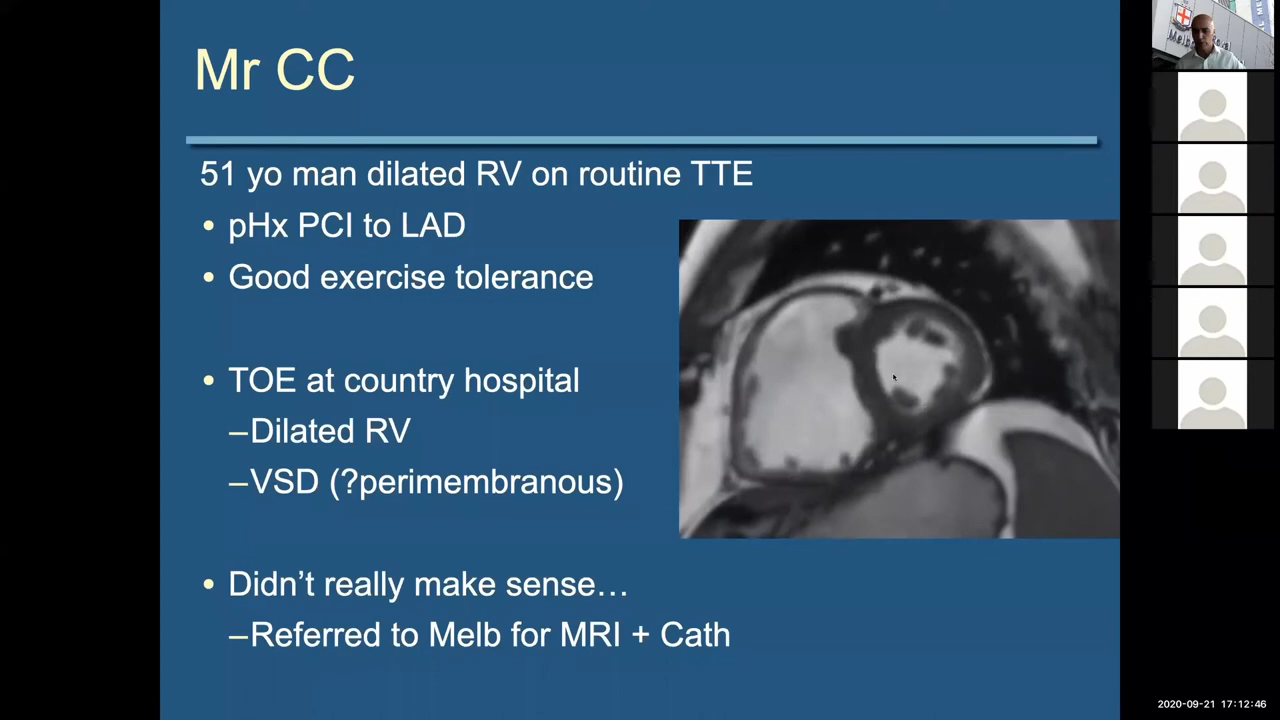 Mr CC
51 yo man dilated RV on routine TTE
• pHx PCI to LAD
• Good exercise tolerance
• TOE at country hospital
–Dilated RV
–VSD (?perimembranous)
• Didn’t really make sense…
–Referred to Melb for MRI + Cath
2020-09-21 17:12:46